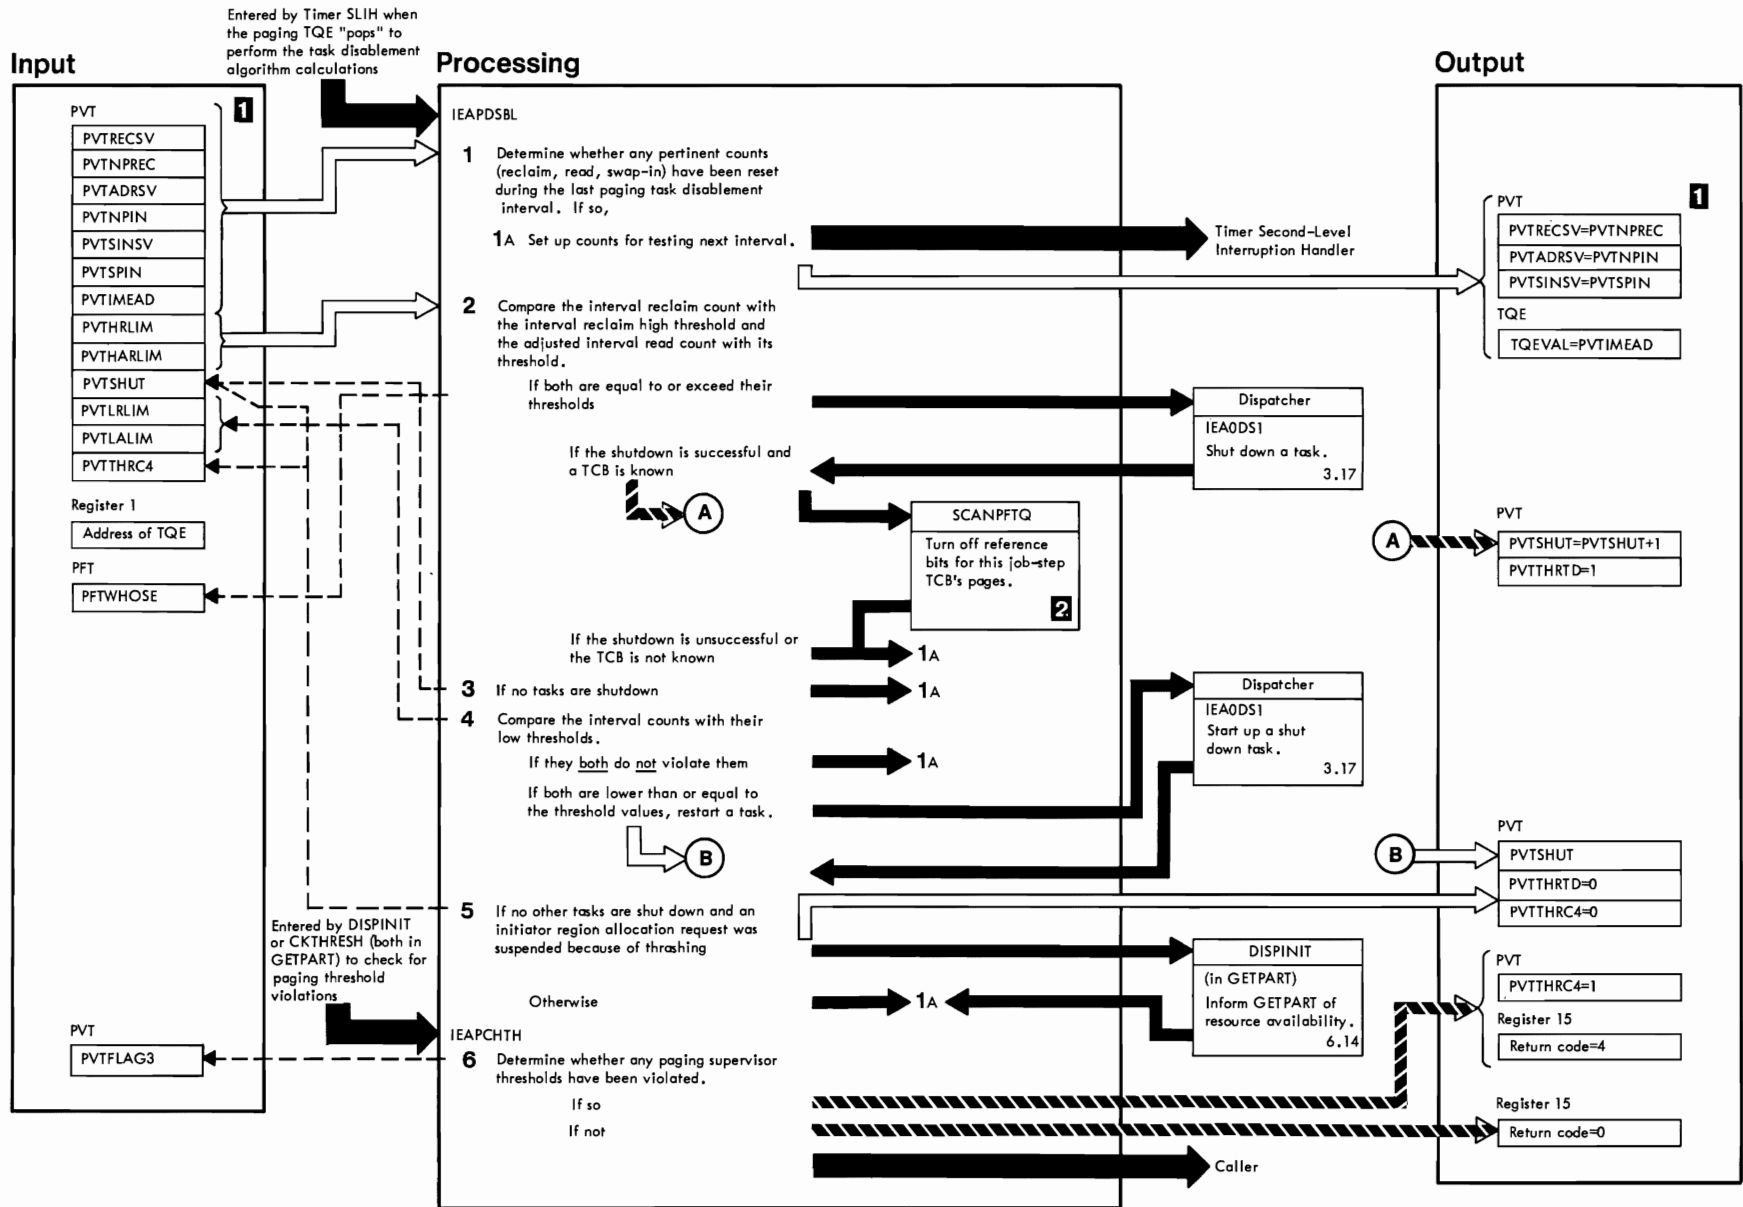 Entered by Timer SLIH when
the paging TQE "pops" to
perform the task disablement
algorithm calculations
Input
Processing
Output
PVT
1
PVTRECSV
PVTNPREC
PVTADRSV
PVTNPIN
PVTSINSV
PVTSPIN
PVTIMEAD
PVTHRLIM
PVTHARLIM
PVTSHUT
PVTLRLIM
PVTLALIM
PVTTHRC4
Register 1
Address of TQE
PFT
PFTWHOSE
Entered by DISPINIT
or CKTHRESH (both in
GETPART) to check for
paging threshold
violations
PVT
PVTFLAG3
IEAPDSBL
1 Determine whether any pertinent counts
(reclaim, read, swap-in) have been reset
during the last paging task disablement
interval. If so,
1A Set up counts for testing next interval.
Timer Second-Level
Interruption Handler
2 Compare the interval reclaim count with
the interval reclaim high threshold and
the adjusted interval read count with its
threshold.
If both are equal to or exceed their
thresholds
Dispatcher
IEA0DS1
Shut down a task.
3.17
If the shutdown is successful and
a TCB is known
A
SCANPFTQ
Turn off reference
bits for this job-step
TCB's pages.
2
If the shutdown is unsuccessful or
the TCB is not known
1A
3 If no tasks are shutdown
1A
4 Compare the interval counts with their
low thresholds.
If they both do not violate them
1A
If both are lower than or equal to
the threshold values, restart a task.
Dispatcher
IEA0DS1
Start up a shut
down task.
3.17
B
5 If no other tasks are shut down and an
initiator region allocation request was
suspended because of thrashing
DISPINIT
(in GETPART)
Inform GETPART of
resource availability.
6.14
Otherwise
1A
IEAPCHTH
6 Determine whether any paging supervisor
thresholds have been violated.
If so
If not
Caller
1
PVT
PVTRECSV=PVTNPREC
PVTADRSV=PVTNPIN
PVTSINSV=PVTSPIN
TQE
TQEVAL=PVTIMEAD
PVT
A
PVTSHUT=PVTSHUT+1
PVTTHRTD=1
PVT
B
PVTSHUT
PVTTHRTD=0
PVTTHRC4=0
PVT
PVTTHRC4=1
Register 15
Return code=4
Register 15
Return code=0